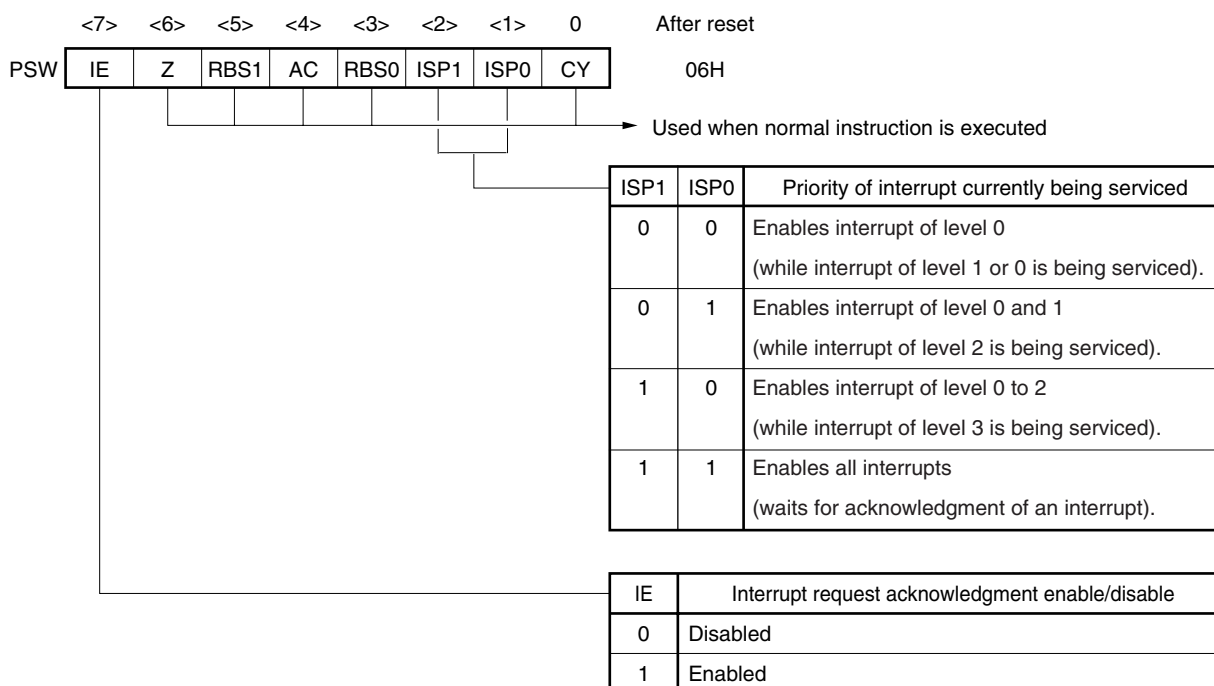 <7> <6> <5> <4> <3> <2> <1> 0 After reset
PSW IE Z RBS1 AC RBS0 ISP1 ISP0 CY 06H
Used when normal instruction is executed
ISP1 ISP0 Priority of interrupt currently being serviced
0 0 Enables interrupt of level 0
(while interrupt of level 1 or 0 is being serviced).
0 1 Enables interrupt of level 0 and 1
(while interrupt of level 2 is being serviced).
1 0 Enables interrupt of level 0 to 2
(while interrupt of level 3 is being serviced).
1 1 Enables all interrupts
(waits for acknowledgment of an interrupt).
IE Interrupt request acknowledgment enable/disable
0 Disabled
1 Enabled